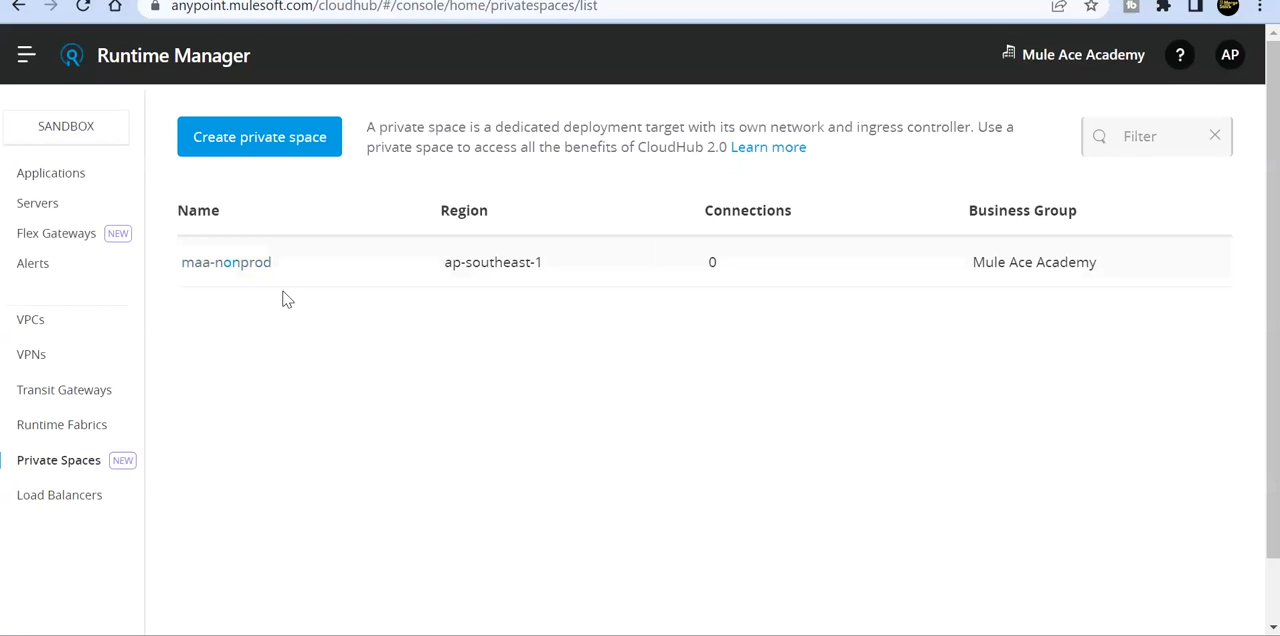 anypoint.mulesoft.com/cloudhub/#/console/home/privatespaces/list
Runtime Manager
Mule Ace Academy
?
AP
SANDBOX
Applications
Servers
Flex Gateways NEW
Alerts
VPCs
VPNs
Transit Gateways
Runtime Fabrics
Private Spaces NEW
Load Balancers
Create private space
A private space is a dedicated deployment target with its own network and ingress controller. Use a
private space to access all the benefits of CloudHub 2.0 Learn more
Filter
Name Region Connections Business Group
maa-nonprod ap-southeast-1 0 Mule Ace Academy